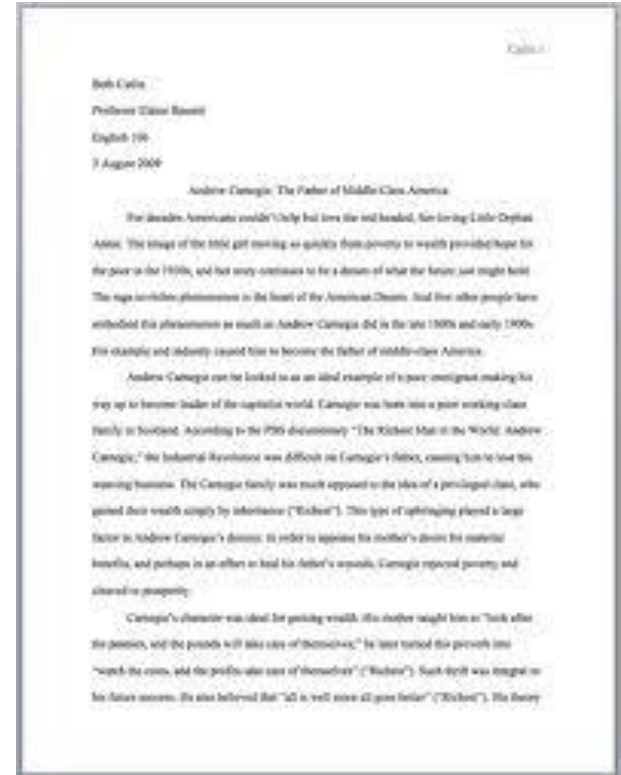 Catlin 1
Beth Catlin
Professor Elaine Bassett
English 106
3 August 2009
Andrew Carnegie: The Father of Middle-Class America
For decades Americans couldn't help but love the red-headed, fun-loving Little Orphan
Annie. The image of the little girl moving so quickly from poverty to wealth provided hope for
the poor in the 1930s, and her story continues to be a dream of what the future just might hold.
The rags-to-riches phenomenon is the heart of the American Dream. And few other people have
embodied this phenomenon as much as Andrew Carnegie did in the late 1800s and early 1900s.
His example and industry caused him to become the father of middle-class America.
Andrew Carnegie can be looked to as an ideal example of a poor immigrant making his
way up to become leader of the capitalist world. Carnegie was born into a poor working-class
family in Scotland. According to the PBS documentary "The Richest Man in the World: Andrew
Carnegie," the Industrial Revolution was difficult on Carnegie's father, causing him to lose his
weaving business. The Carnegie family was much opposed to the idea of a privileged class, who
gained their wealth simply by inheritance ("Richest"). This type of upbringing played a large
factor in Andrew Carnegie's destiny. In order to appease his mother's desire for material
benefits, and perhaps in an effort to heal his father's wounds, Carnegie rejected poverty and
cleaved to prosperity.
Carnegie's character was ideal for gaining wealth. His mother taught him to "look after
the pennies, and the pounds will take care of themselves;" he later turned this proverb into
"watch the costs, and the profits take care of themselves" ("Richest"). Such thrift was integral to
his future success. He also believed that "all is well since all goes better" ("Richest"). His theory